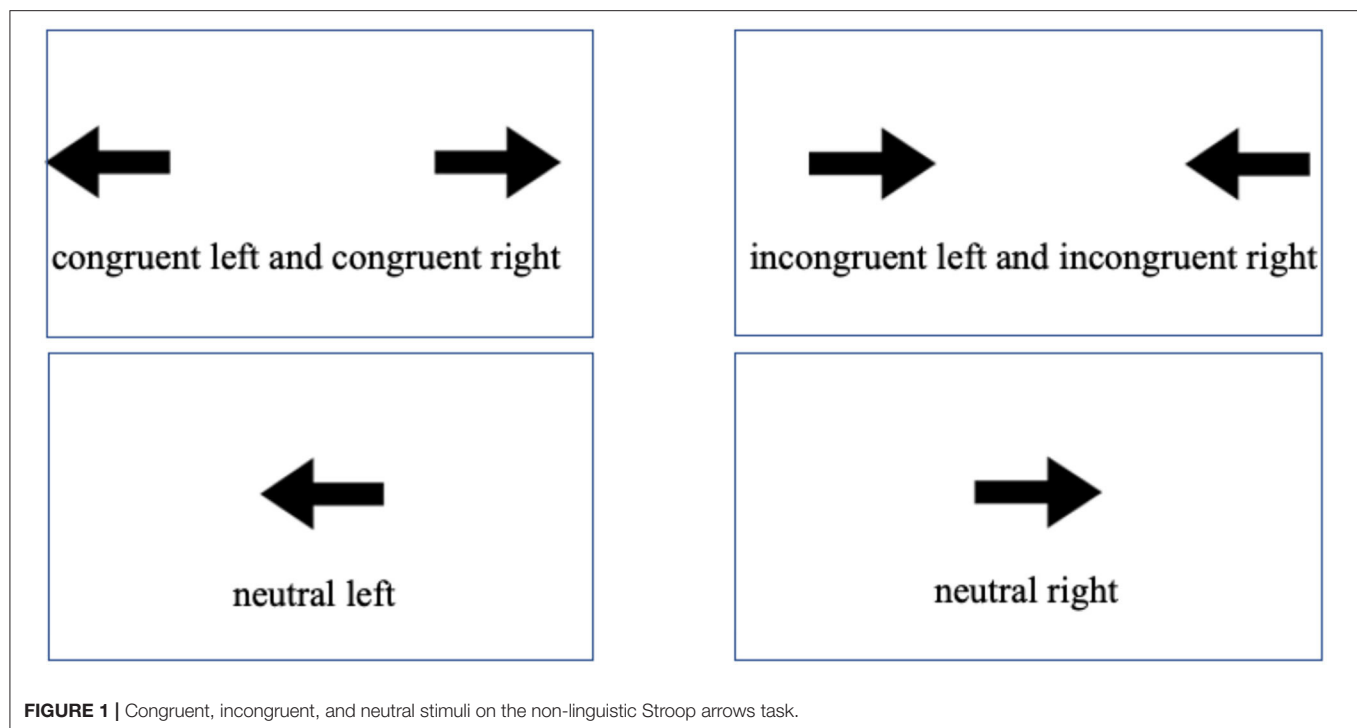 congruent left and congruent right
incongruent left and incongruent right
neutral left
neutral right
FIGURE 1 | Congruent, incongruent, and neutral stimuli on the non-linguistic Stroop arrows task.